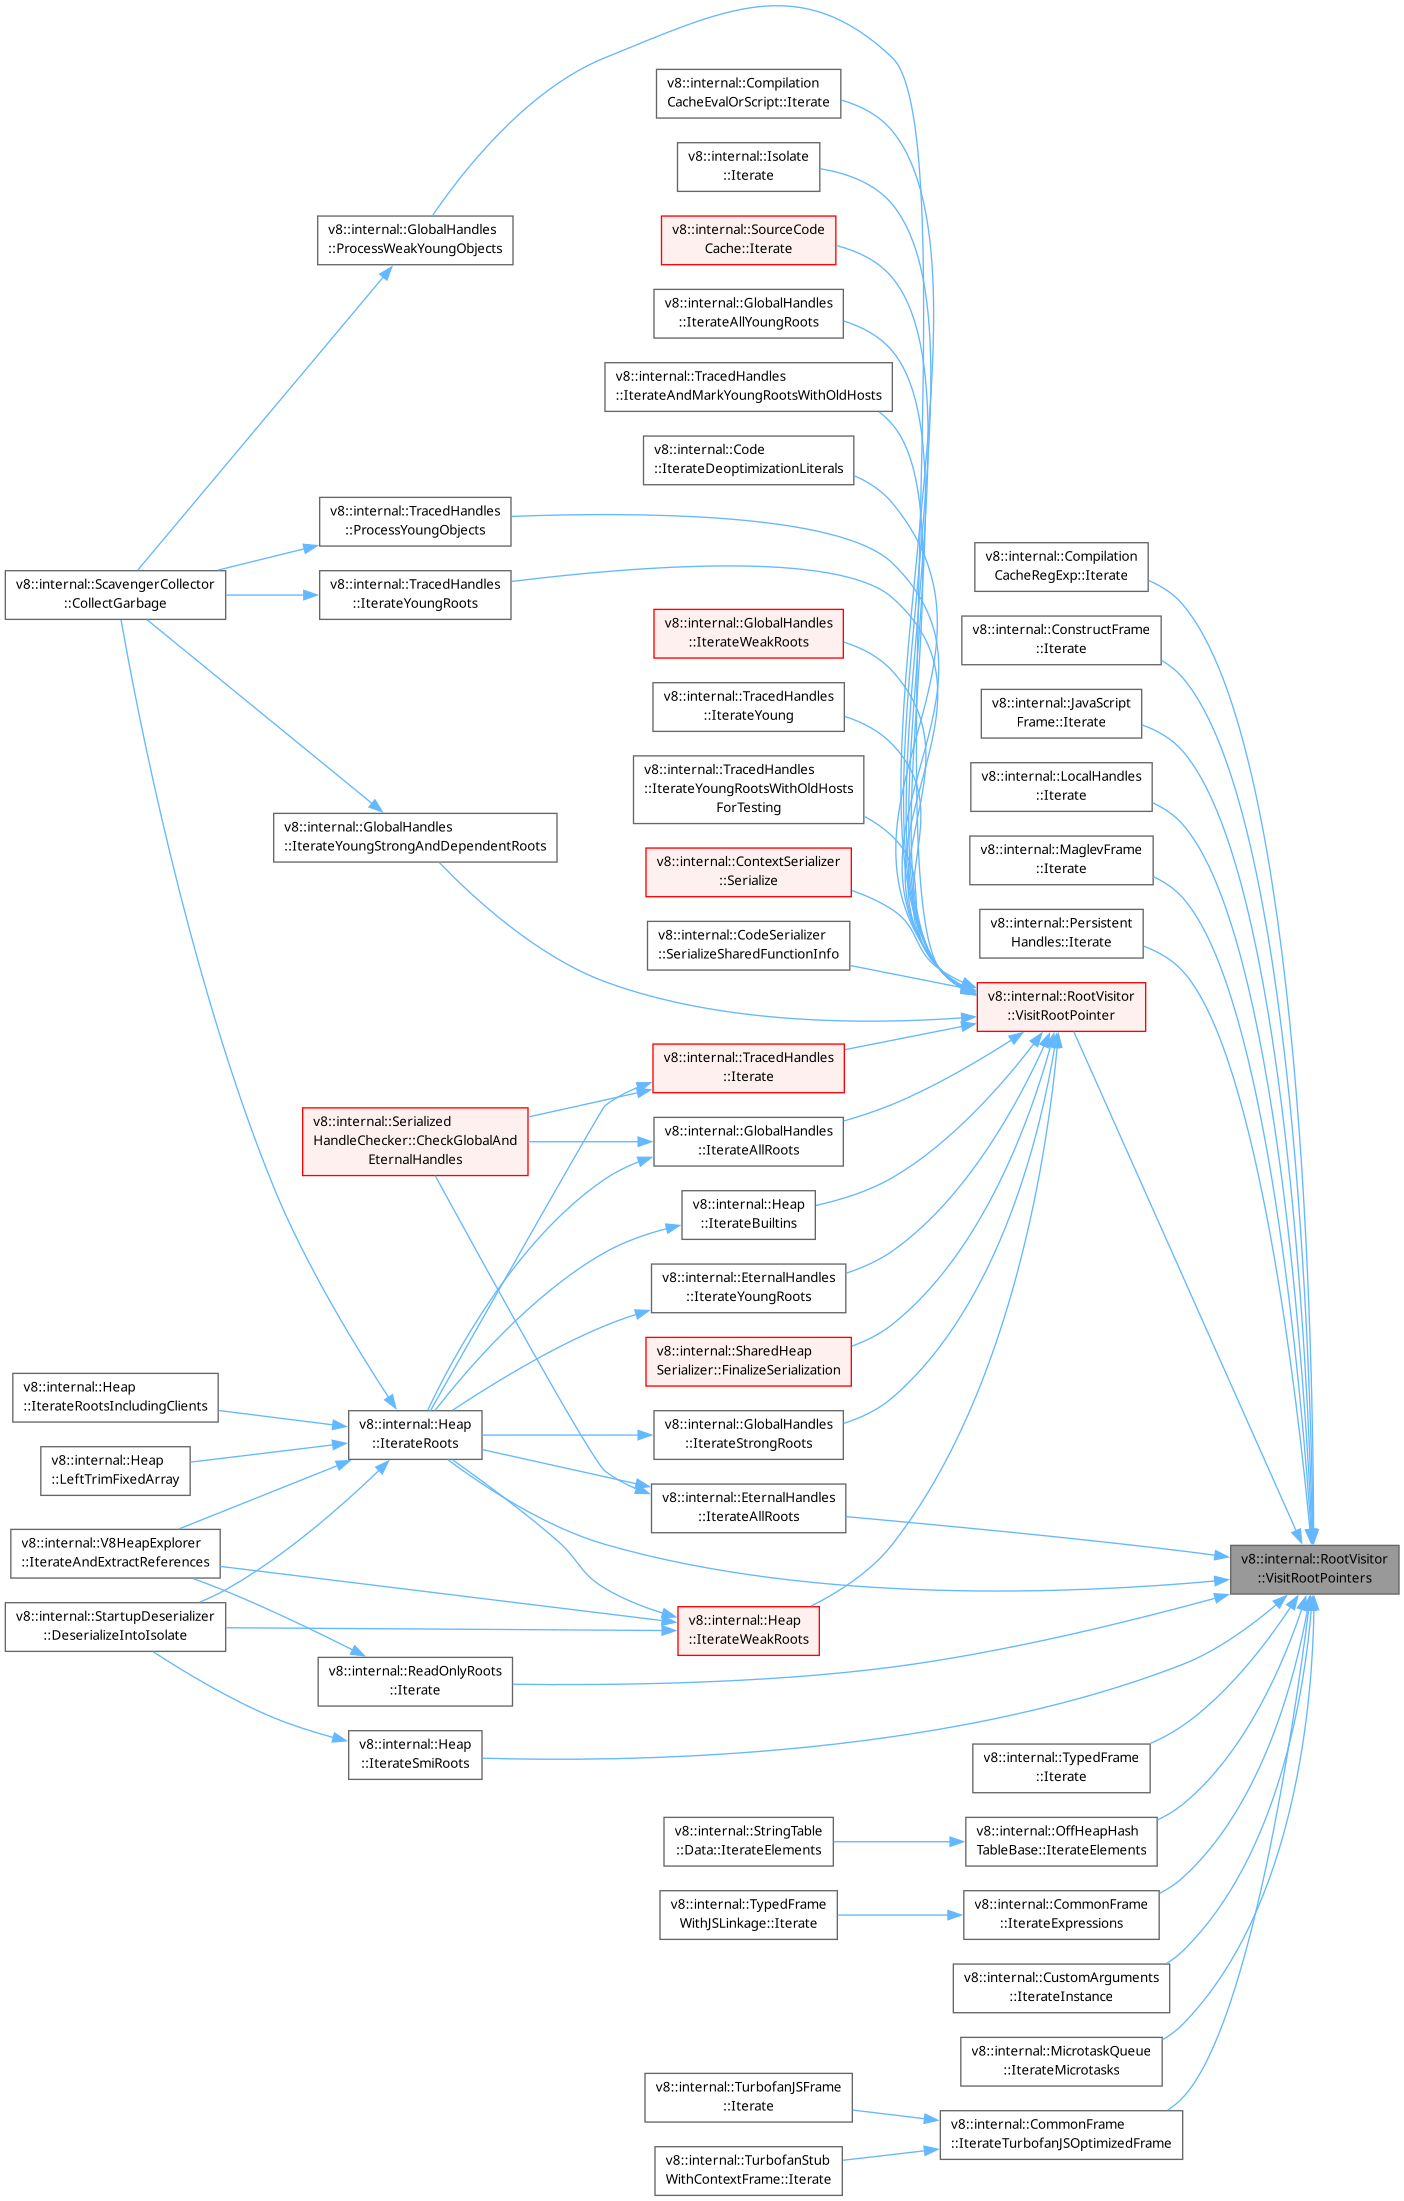 v8::internal::Compilation
CacheEvalOrScript::Iterate
v8::internal::Isolate
::Iterate
v8::internal::GlobalHandles
::ProcessWeakYoungObjects
v8::internal::SourceCode
Cache::Iterate
v8::internal::GlobalHandles
::IterateAllYoungRoots
v8::internal::TracedHandles
::IterateAndMarkYoungRootsWithOldHosts
v8::internal::Code
::IterateDeoptimizationLiterals
v8::internal::TracedHandles
::ProcessYoungObjects
v8::internal::Compilation
CacheRegExp::Iterate
v8::internal::ScavengerCollector
::CollectGarbage
v8::internal::TracedHandles
::IterateYoungRoots
v8::internal::GlobalHandles
::IterateWeakRoots
v8::internal::ConstructFrame
::Iterate
v8::internal::TracedHandles
::IterateYoung
v8::internal::JavaScript
Frame::Iterate
v8::internal::TracedHandles
::IterateYoungRootsWithOldHosts
ForTesting
v8::internal::LocalHandles
::Iterate
v8::internal::GlobalHandles
::IterateYoungStrongAndDependentRoots
v8::internal::ContextSerializer
::Serialize
v8::internal::MaglevFrame
::Iterate
v8::internal::CodeSerializer
::SerializeSharedFunctionInfo
v8::internal::Persistent
Handles::Iterate
v8::internal::RootVisitor
::VisitRootPointer
v8::internal::TracedHandles
::Iterate
v8::internal::Serialized
HandleChecker::CheckGlobalAnd
EternalHandles
v8::internal::GlobalHandles
::IterateAllRoots
v8::internal::Heap
::IterateBuiltins
v8::internal::EternalHandles
::IterateYoungRoots
v8::internal::SharedHeap
Serializer::FinalizeSerialization
v8::internal::Heap
::IterateRootsIncludingClients
v8::internal::Heap
::IterateRoots
v8::internal::GlobalHandles
::IterateStrongRoots
v8::internal::Heap
::LeftTrimFixedArray
v8::internal::EternalHandles
::IterateAllRoots
v8::internal::V8HeapExplorer
::IterateAndExtractReferences
v8::internal::RootVisitor
::VisitRootPointers
v8::internal::StartupDeserializer
::DeserializeIntoIsolate
v8::internal::Heap
::IterateWeakRoots
v8::internal::ReadOnlyRoots
::Iterate
v8::internal::Heap
::IterateSmiRoots
v8::internal::TypedFrame
::Iterate
v8::internal::StringTable
::Data::IterateElements
v8::internal::OffHeapHash
TableBase::IterateElements
v8::internal::TypedFrame
WithJSLinkage::Iterate
v8::internal::CommonFrame
::IterateExpressions
v8::internal::CustomArguments
::IterateInstance
v8::internal::MicrotaskQueue
::IterateMicrotasks
v8::internal::TurbofanJSFrame
::Iterate
v8::internal::CommonFrame
::IterateTurbofanJSOptimizedFrame
v8::internal::TurbofanStub
WithContextFrame::Iterate